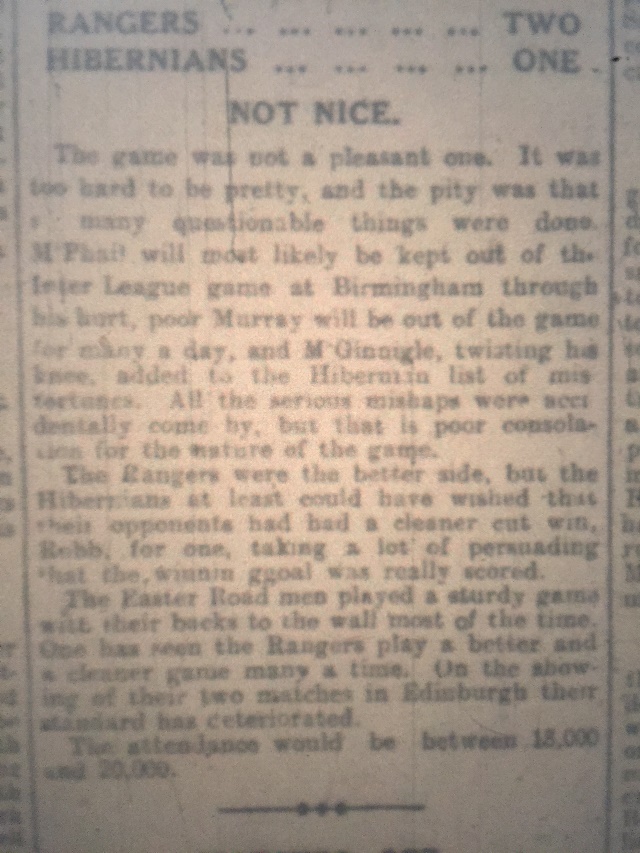 RANGERS ... ... ... ... ... TWO
HIBERNIANS ... ... ... ... ONE.
NOT NICE.
The game was not a pleasant one. It was
too hard to be pretty, and the pity was that
s many questionable things were done.
M'Phail will most likely be kept out of the
Inter League game at Birmingham through
his hurt, poor Murray will be out of the game
for many a day, and M'Ginnigle, twisting his
knee, added to the Hibernian list of mis
fortunes. All the serious mishaps were acci
dentally come by, but that is poor consola-
tion for the nature of the game.
The Rangers were the better side, but the
Hibernians at least could have wished that
their opponents had had a cleaner cut win,
Robb, for one, taking a lot of persuading
that the winnin ggoal was really scored.
The Easter Road men played a sturdy game
with their backs to the wall most of the time.
One has seen the Rangers play a better and
a cleaner game many a time. On the show-
ing of their two matches in Edinburgh their
standard has deteriorated.
The attendance would be between 18,000
and 20,000.